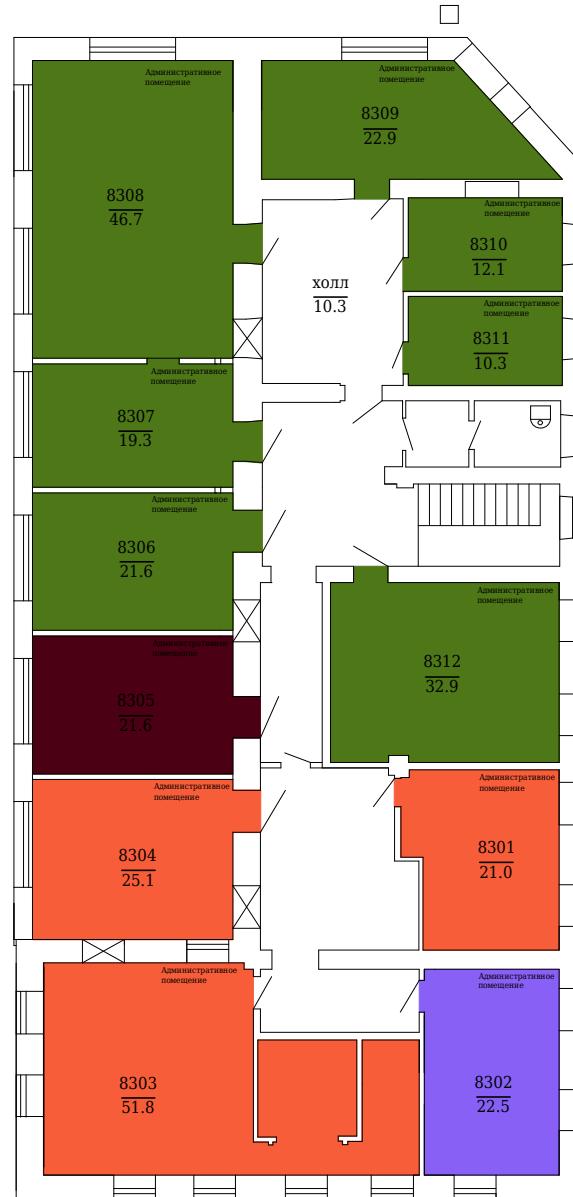 Административное
помещение
8308
46.7
Административное
помещение
8309
22.9
Административное
помещение
8310
12.1
холл
10.3
Административное
помещение
8311
10.3
Административное
помещение
8307
19.3
Административное
помещение
8306
21.6
Административное
помещение
8312
32.9
Административное
помещение
8305
21.6
Административное
помещение
8304
25.1
Административное
помещение
8301
21.0
Административное
помещение
8303
51.8
Административное
помещение
8302
22.5